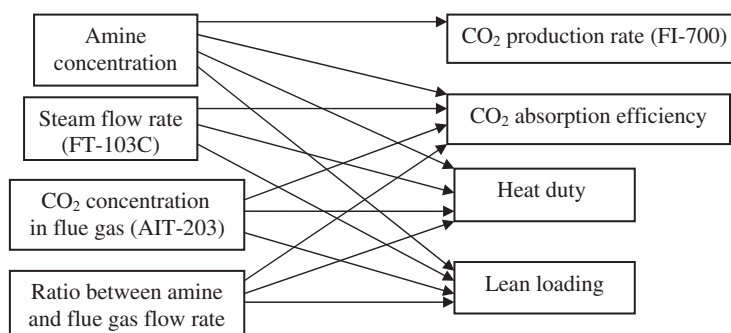 Amine
concentration
Steam flow rate
(FT-103C)
CO₂ concentration
in flue gas (AIT-203)
Ratio between amine
and flue gas flow rate
CO₂ production rate (FI-700)
CO₂ absorption efficiency
Heat duty
Lean loading